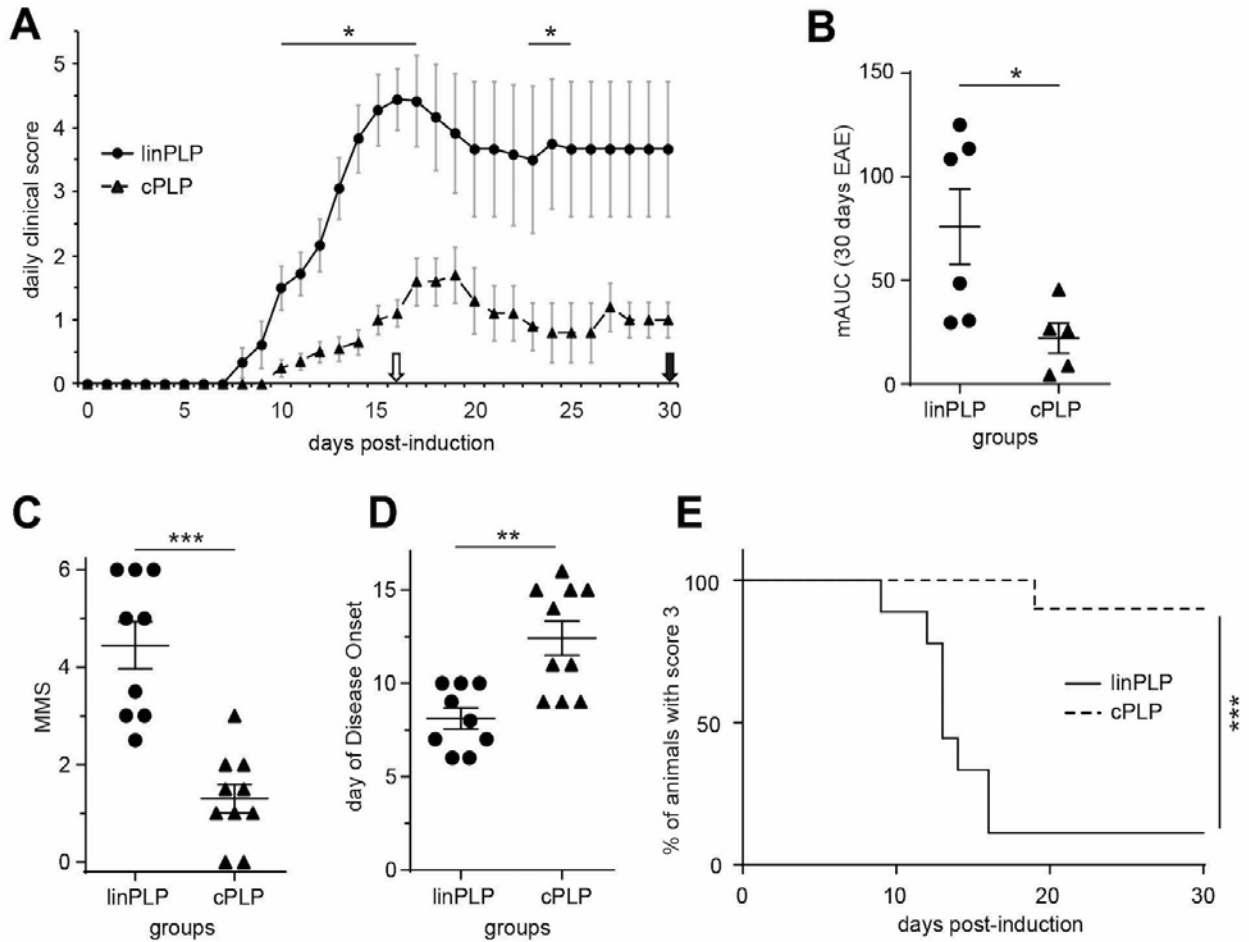 A
*
*
5
4
3
2
1
0
daily clinical score
linPLP
cPLP
0 5 10 15 20 25 30
days post-induction
B
*
150
100
50
0
mAUC (30 days EAE)
linPLP cPLP
groups
C
***
6
4
2
0
MMS
linPLP cPLP
groups
D
**
15
10
5
0
day of Disease Onset
linPLP cPLP
groups
E
100
50
0
% of animals with score 3
linPLP
cPLP
***
0 10 20 30
days post-induction